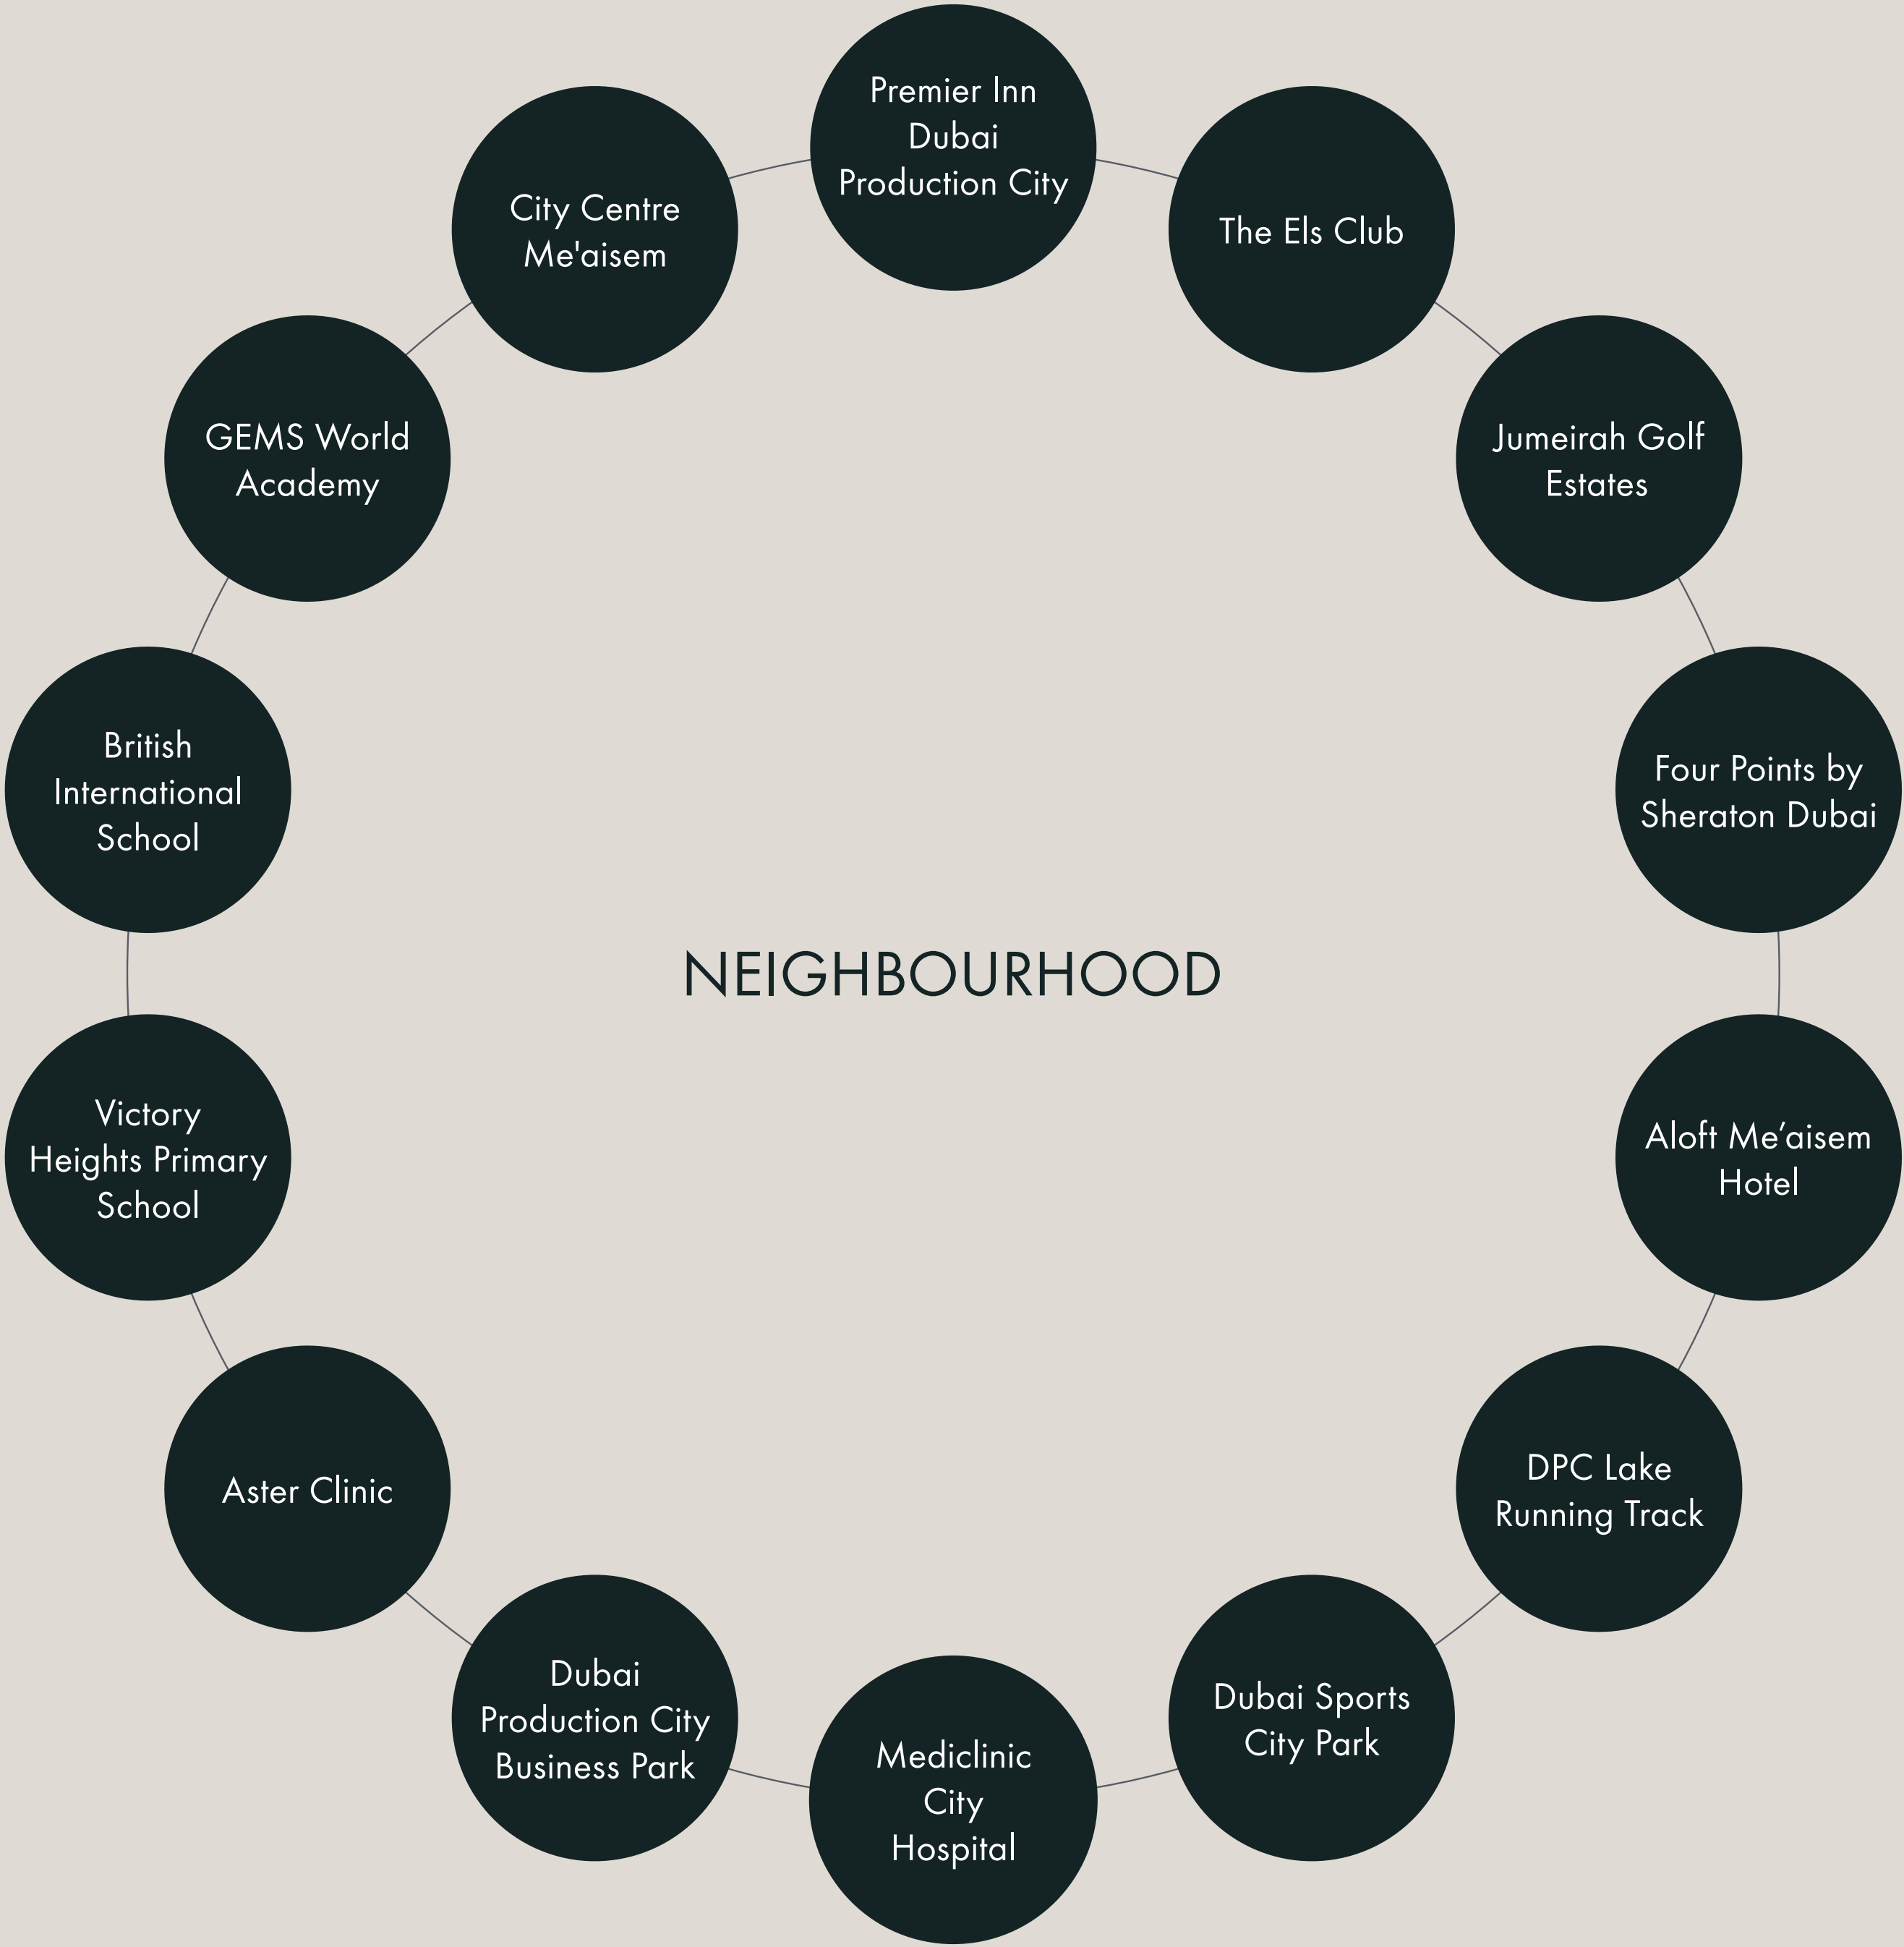 Premier Inn
Dubai
Production City
The Els Club
Jumeirah Golf
Estates
Four Points by
Sheraton Dubai
Aloft Me’aisem
Hotel
DPC Lake
Running Track
Dubai Sports
City Park
Mediclinic
City
Hospital
Dubai
Production City
Business Park
Aster Clinic
Victory
Heights Primary
School
British
International
School
GEMS World
Academy
City Centre
Me'aisem
NEIGHBOURHOOD